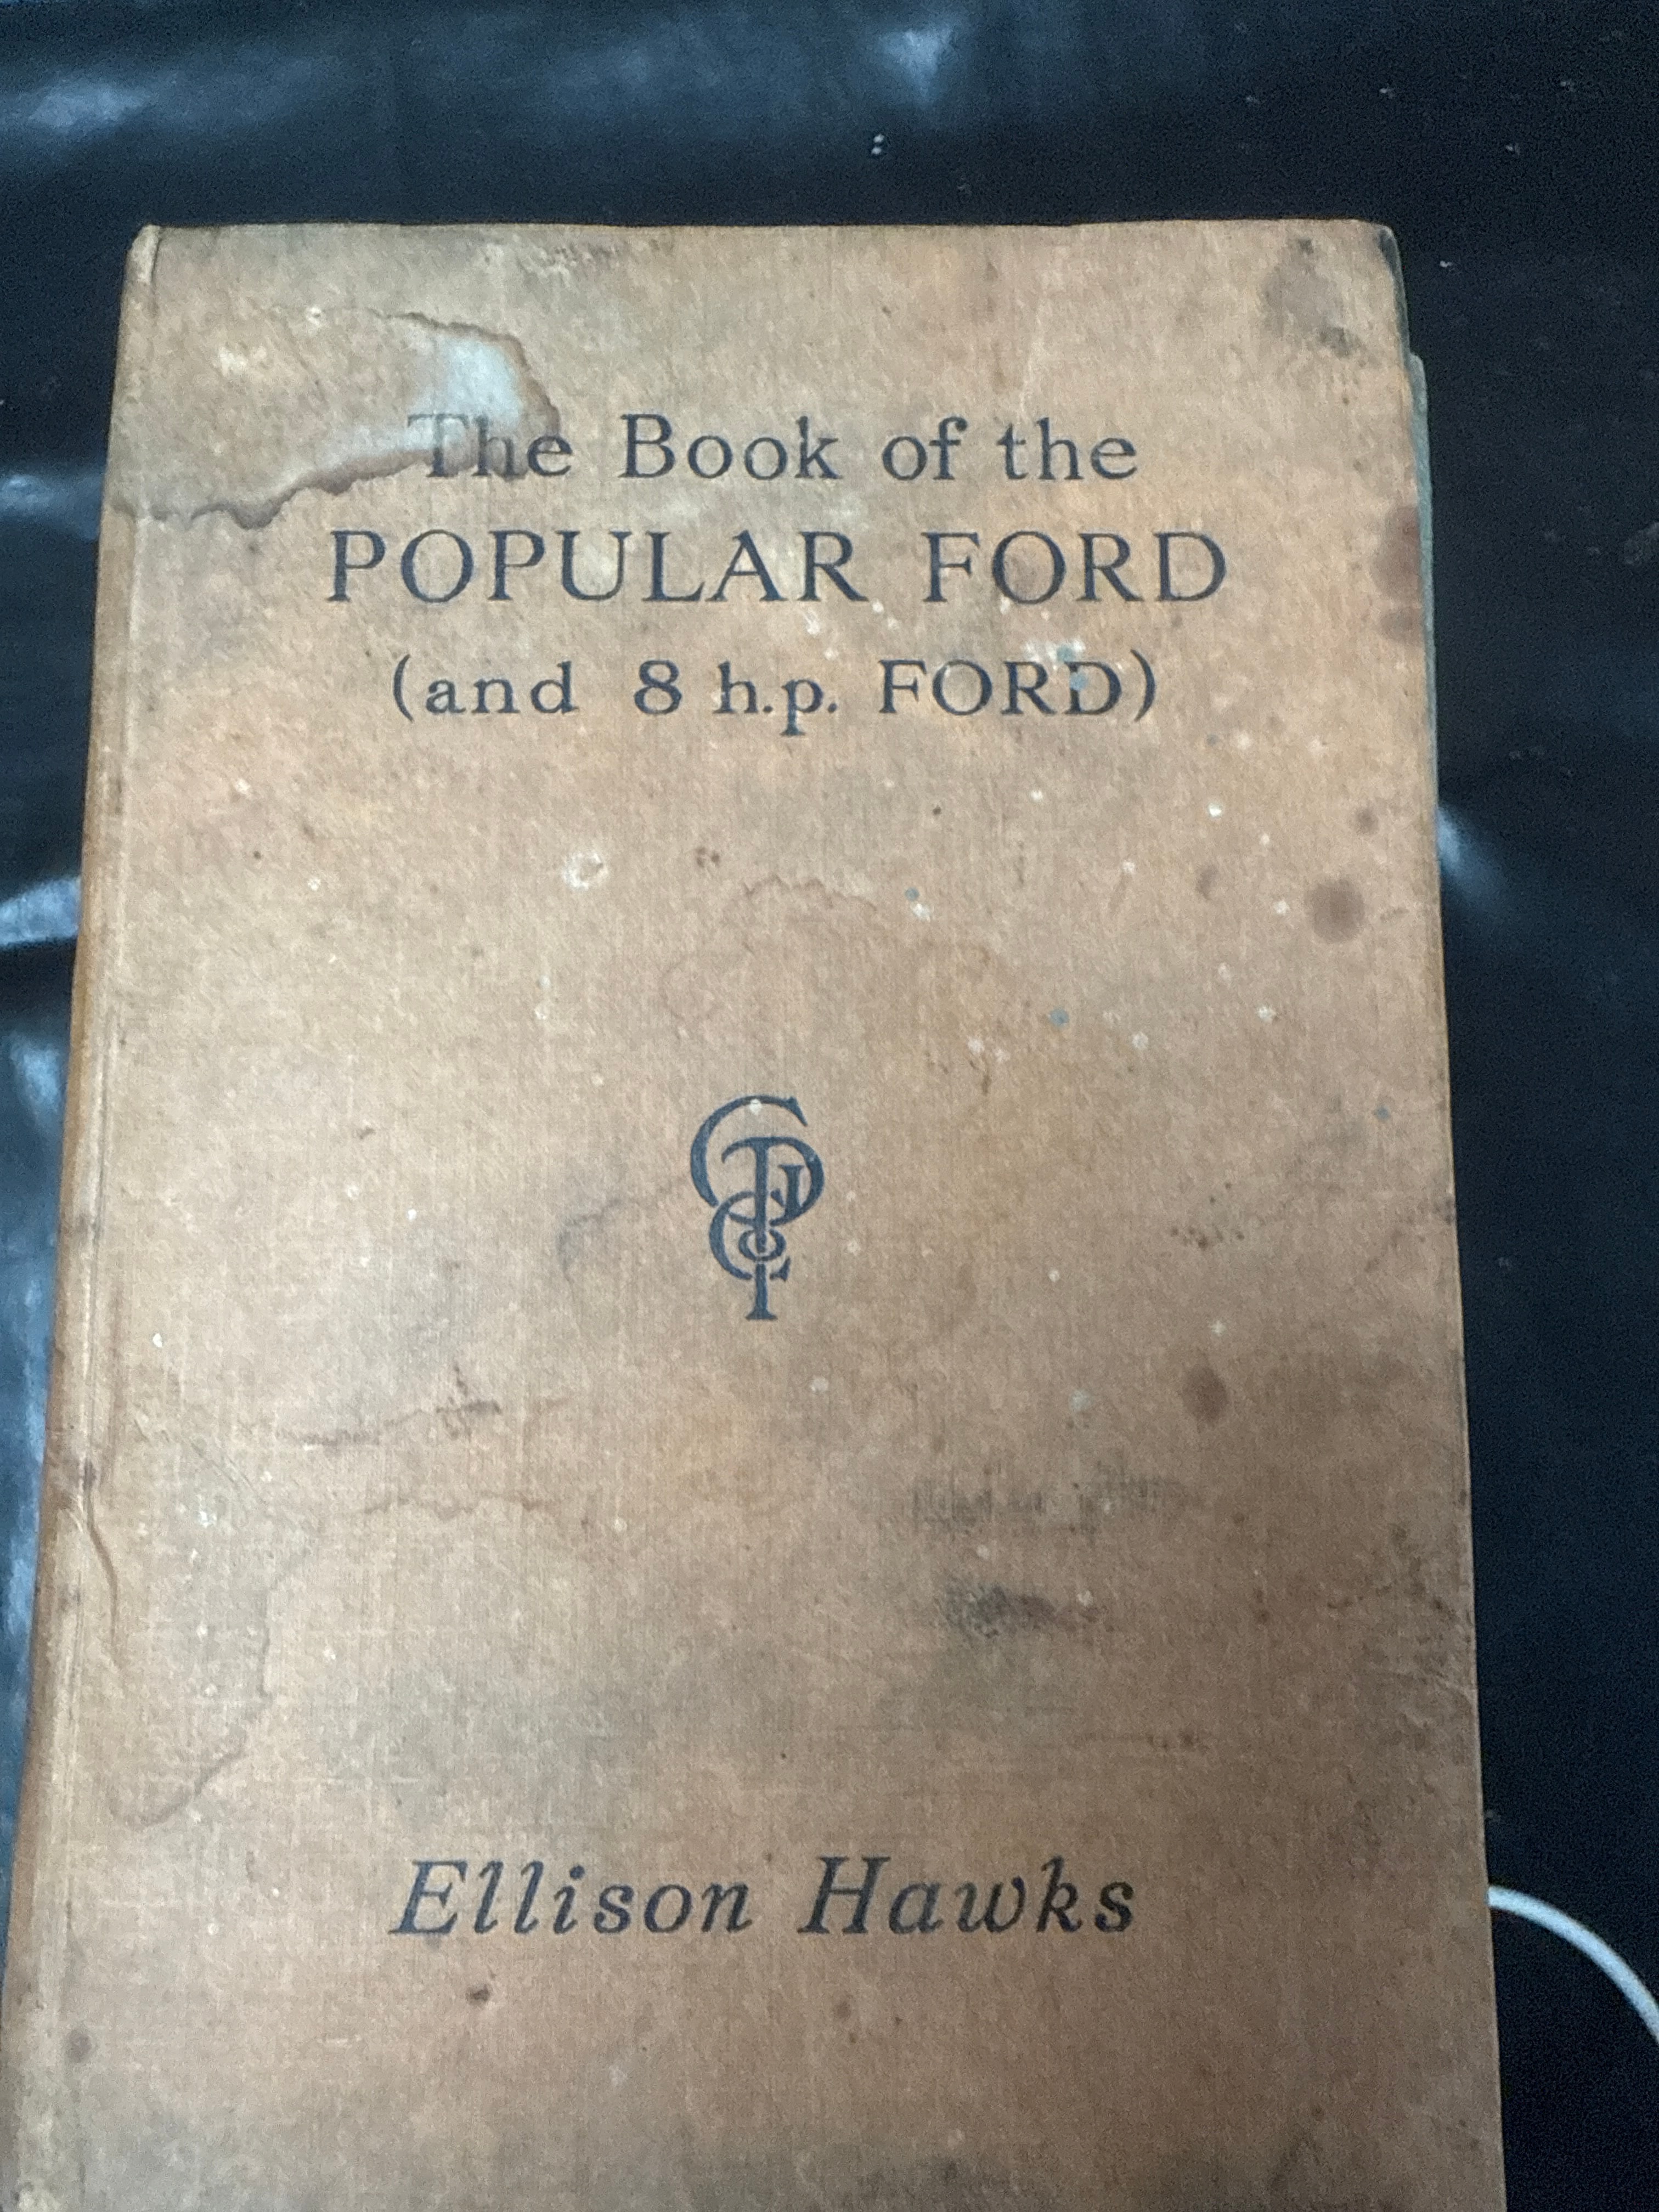 The Book of the
POPULAR FORD
(and 8 h.p. FORD)
Ellison Hawks